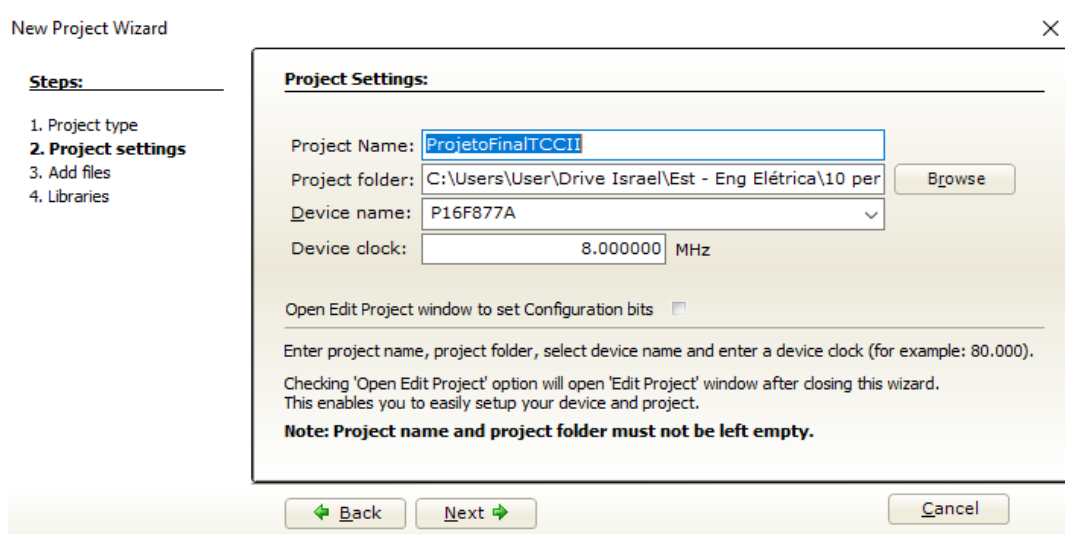 New Project Wizard
Steps:
1. Project type
2. Project settings
3. Add files
4. Libraries
Project Settings:
Project Name: ProjetoFinalTCCII
Project folder: C:\Users\User\Drive Israel\Est - Eng Elétrica\10 per Browse
Device name: P16F877A
Device clock: 8.000000 MHz
Open Edit Project window to set Configuration bits
Enter project name, project folder, select device name and enter a device clock (for example: 80.000).
Checking 'Open Edit Project' option will open 'Edit Project' window after closing this wizard.
This enables you to easily setup your device and project.
Note: Project name and project folder must not be left empty.
Back Next Cancel